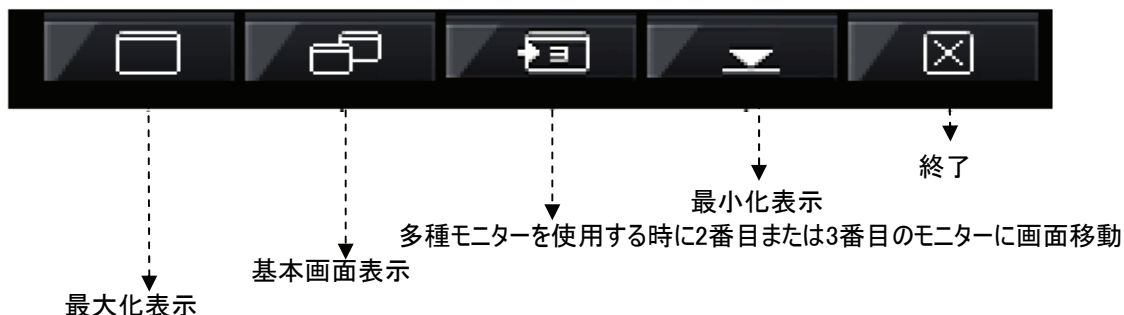 3
終了
最小化表示
多種モニターを使用する時に2番目または3番目のモニターに画面移動
基本画面表示
最大化表示